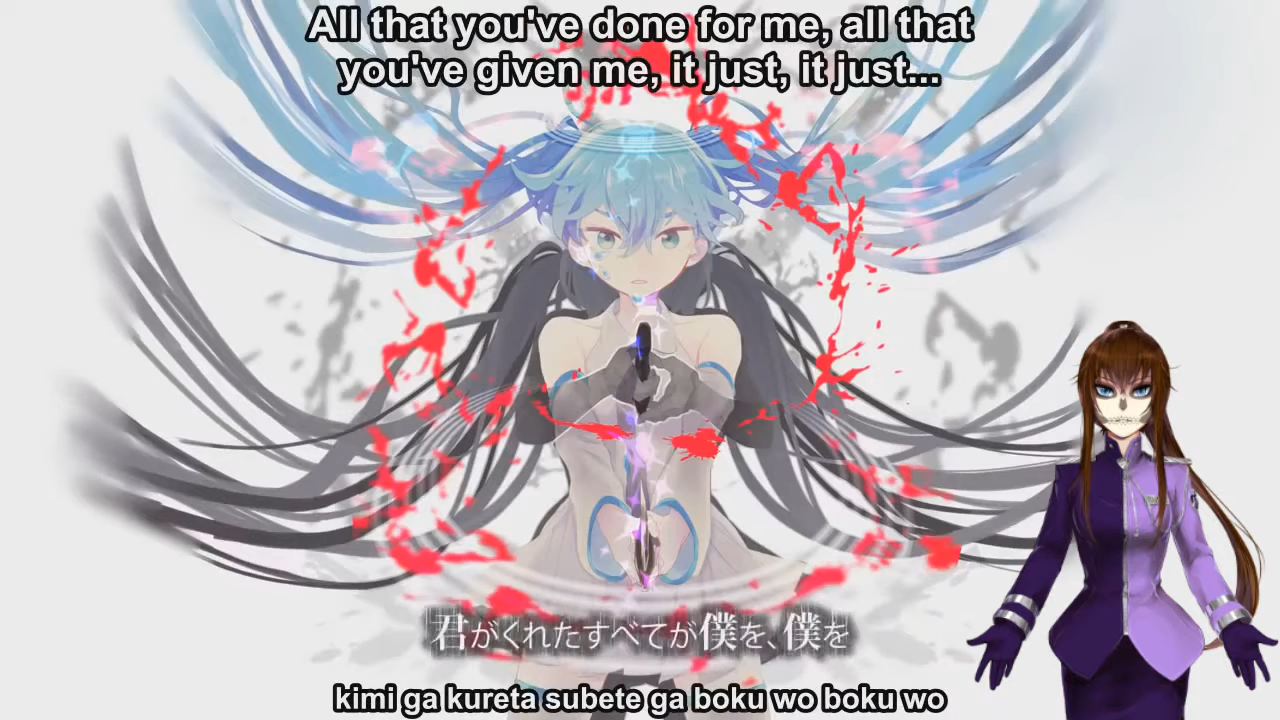 All that you've done for me, all that
you've given me, it just, it just...
君がくれたすべてが僕を、僕を
kimi ga kureta subete ga boku wo boku wo